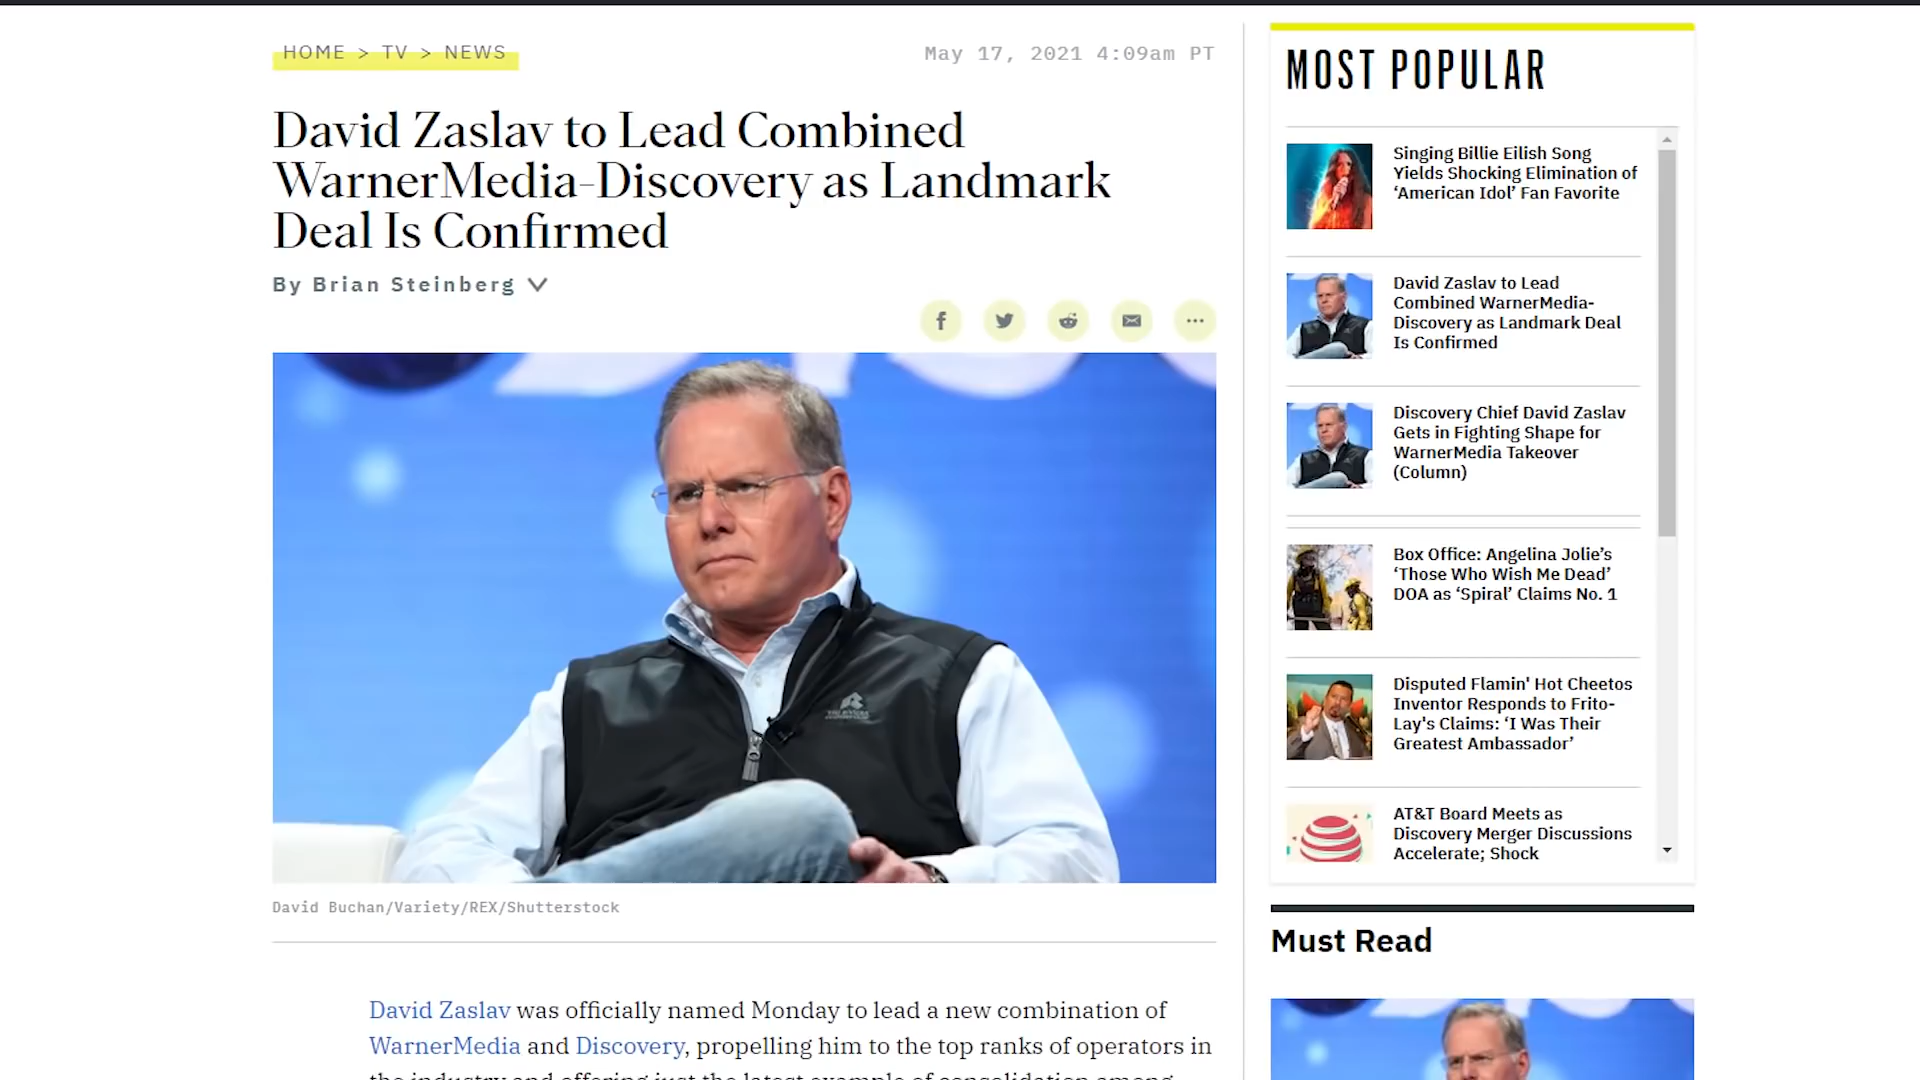 HOME > TV > NEWS
May 17, 2021 4:09am PT
David Zaslav to Lead Combined
WarnerMedia-Discovery as Landmark
Deal Is Confirmed
By Brian Steinberg
David Buchan/Variety/REX/Shutterstock
David Zaslav was officially named Monday to lead a new combination of
WarnerMedia and Discovery, propelling him to the top ranks of operators in
the industry and offering just the latest example of consolidation among
MOST POPULAR
Singing Billie Eilish Song
Yields Shocking Elimination of
‘American Idol’ Fan Favorite
David Zaslav to Lead
Combined WarnerMedia-
Discovery as Landmark Deal
Is Confirmed
Discovery Chief David Zaslav
Gets in Fighting Shape for
WarnerMedia Takeover
(Column)
Box Office: Angelina Jolie’s
‘Those Who Wish Me Dead’
DOA as ‘Spiral’ Claims No. 1
Disputed Flamin' Hot Cheetos
Inventor Responds to Frito-
Lay's Claims: ‘I Was Their
Greatest Ambassador’
AT&T Board Meets as
Discovery Merger Discussions
Accelerate; Shock
Must Read